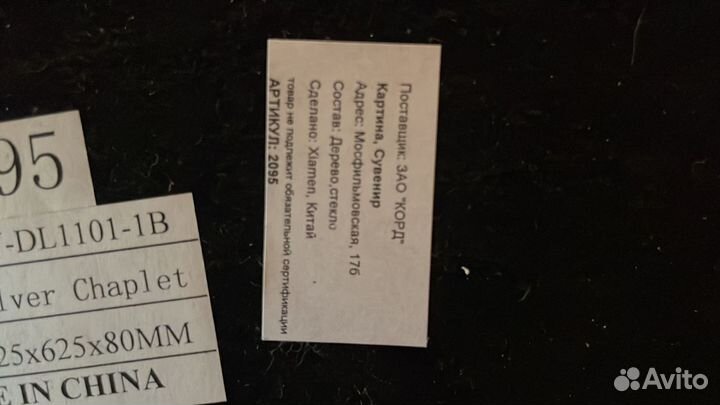 95
-DL1101-1B
lver Chaplet
25x625x80MM
E IN CHINA
Поставщик: ЗАО "КОРД"
Картина, Сувенир
Адрес: Мосфильмовская, 17б
Состав: Дерево,стекло
Сделано: Xiamen, Китай
товар не подлежит обязательной сертификации
АРТИКУЛ: 2095
Avito